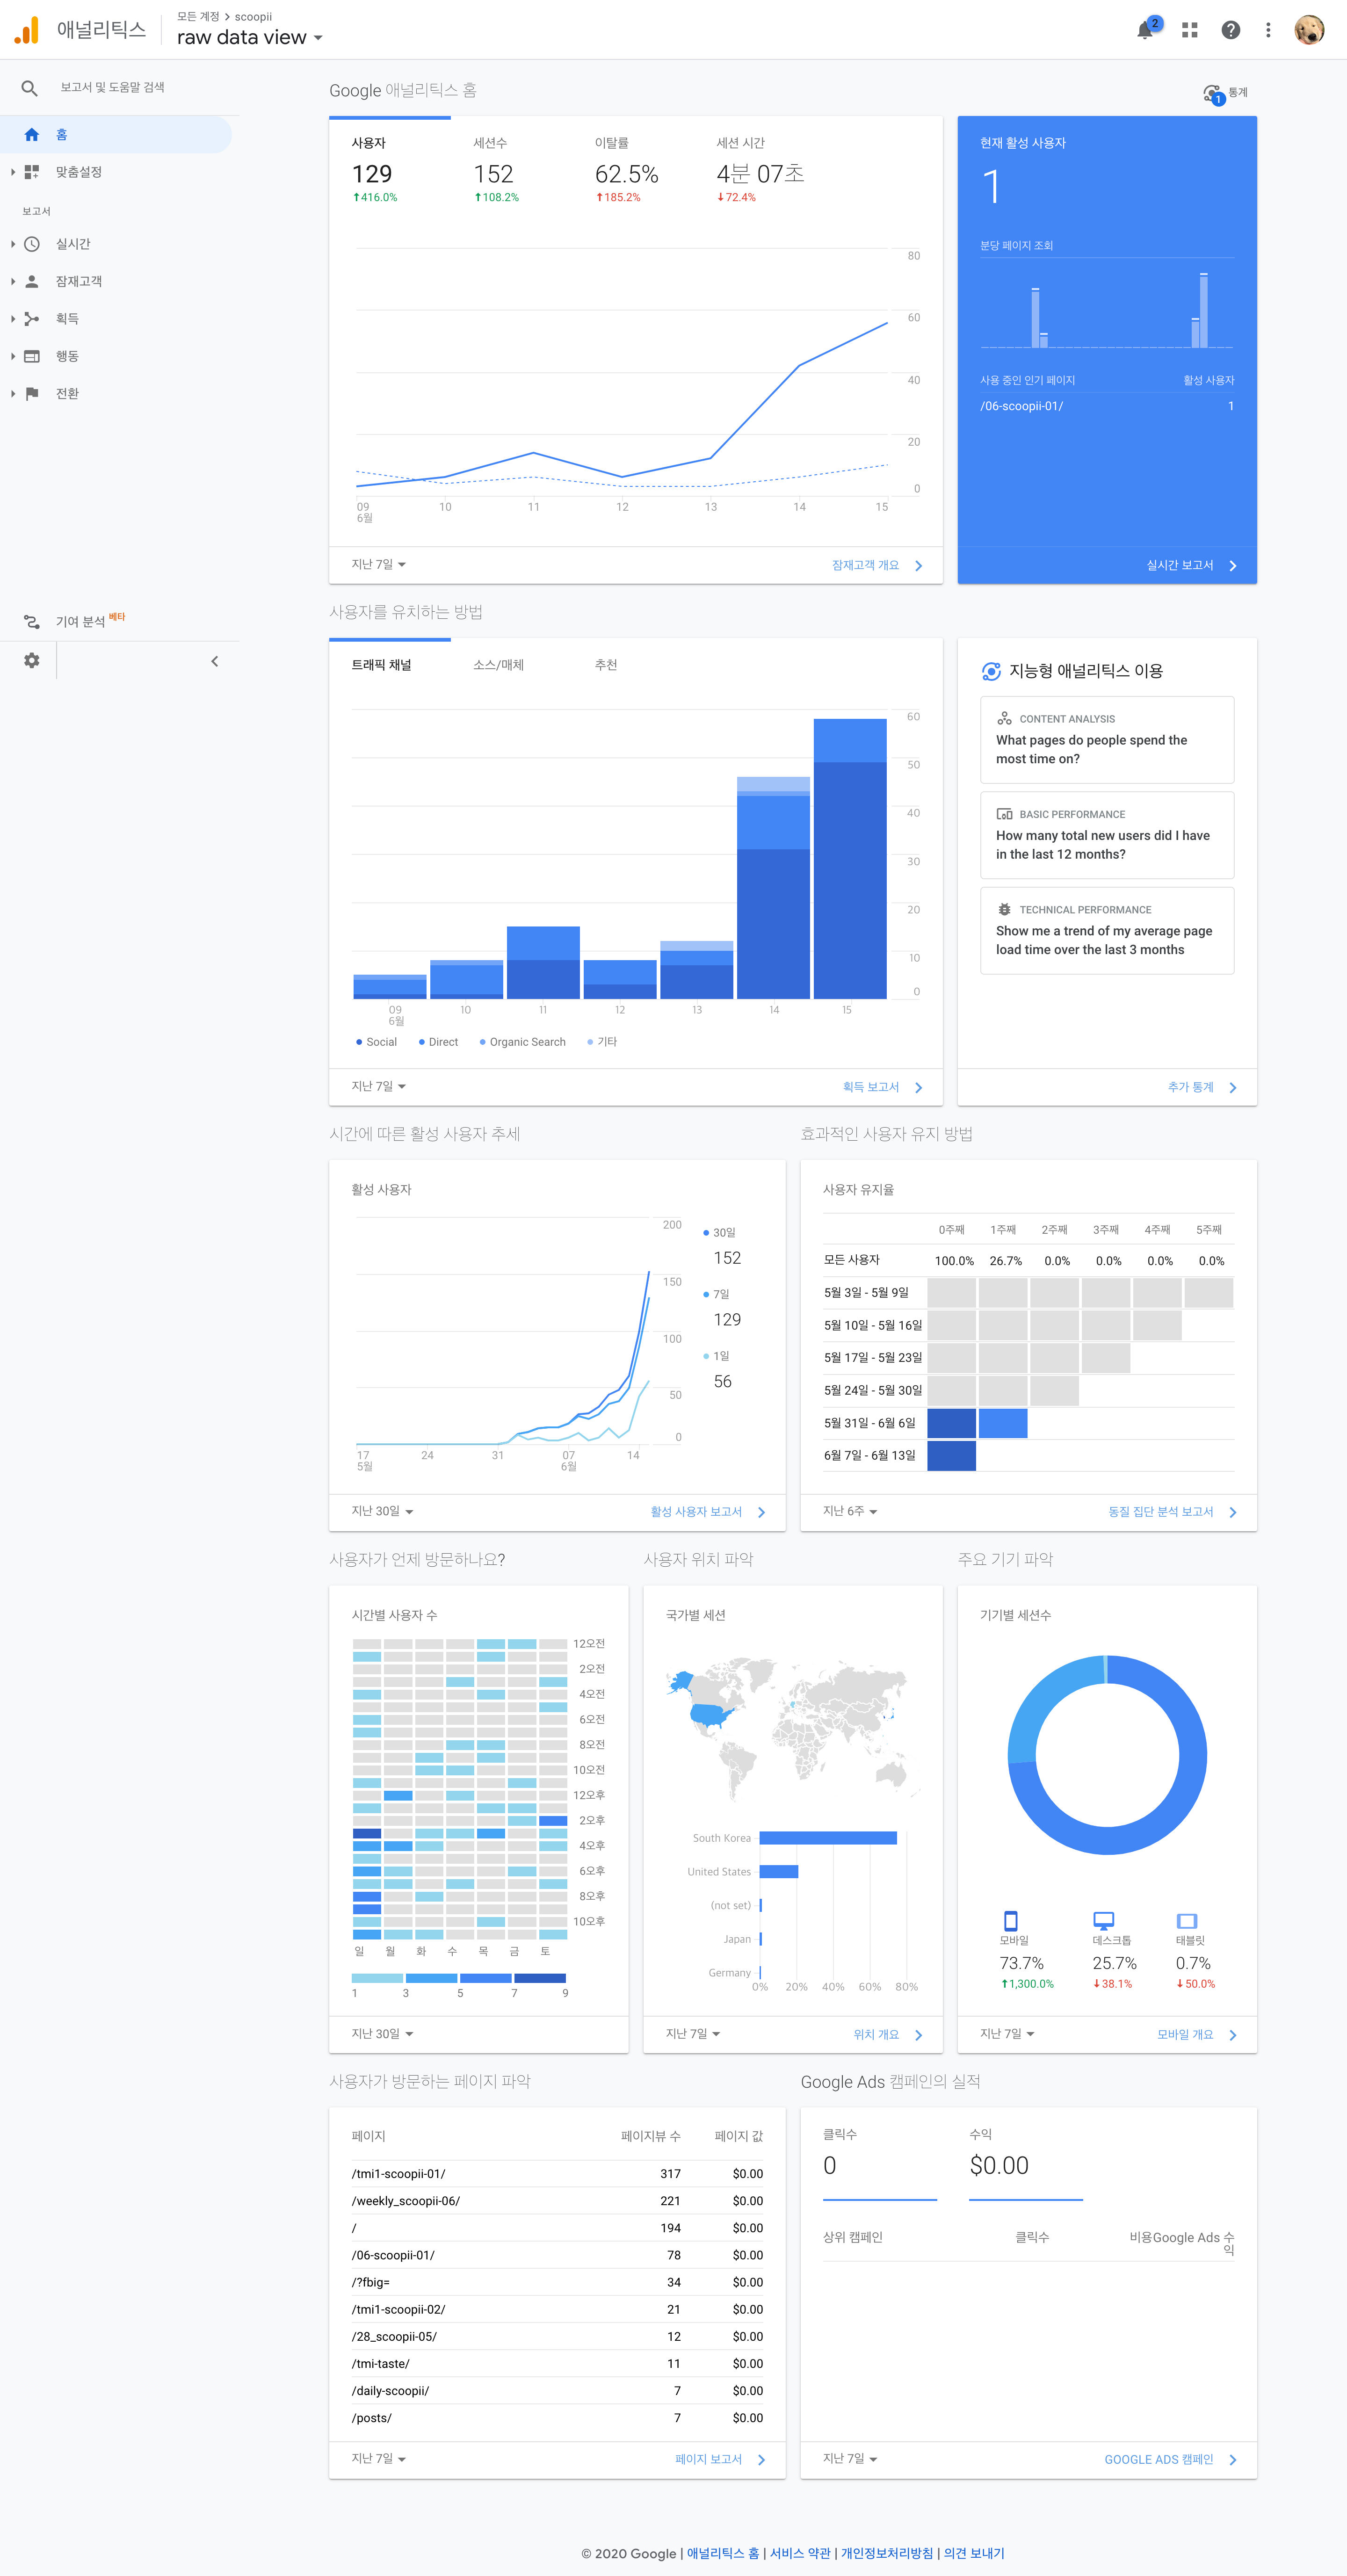 애널리틱스
모든 계정 > scoopii
raw data view
2
보고서 및 도움말 검색
홈
맞춤설정
보고서
실시간
잠재고객
획득
행동
전환
기여 분석 베타
Google 애널리틱스 홈
1 통계
사용자 세션수 이탈률 세션 시간
129 152 62.5% 4분 07초
↑416.0% ↑108.2% ↑185.2% ↓72.4%
80
60
40
20
0
09 10 11 12 13 14 15
6월
지난 7일 잠재고객 개요
현재 활성 사용자
1
분당 페이지 조회
사용 중인 인기 페이지 활성 사용자
/06-scoopii-01/ 1
실시간 보고서
사용자를 유치하는 방법
트래픽 채널 소스/매체 추천
60
50
40
30
20
10
0
09 10 11 12 13 14 15
6월
Social Direct Organic Search 기타
지난 7일 획득 보고서
지능형 애널리틱스 이용
CONTENT ANALYSIS
What pages do people spend the
most time on?
BASIC PERFORMANCE
How many total new users did I have
in the last 12 months?
TECHNICAL PERFORMANCE
Show me a trend of my average page
load time over the last 3 months
추가 통계
시간에 따른 활성 사용자 추세
활성 사용자
200
150
100
50
0
17 24 31 07 14
5월 6월
30일
152
7일
129
1일
56
지난 30일 활성 사용자 보고서
효과적인 사용자 유지 방법
사용자 유지율
0주째 1주째 2주째 3주째 4주째 5주째
모든 사용자 100.0% 26.7% 0.0% 0.0% 0.0% 0.0%
5월 3일 - 5월 9일
5월 10일 - 5월 16일
5월 17일 - 5월 23일
5월 24일 - 5월 30일
5월 31일 - 6월 6일
6월 7일 - 6월 13일
지난 6주 동질 집단 분석 보고서
사용자가 언제 방문하나요?
시간별 사용자 수
12오전
2오전
4오전
6오전
8오전
10오전
12오후
2오후
4오후
6오후
8오후
10오후
일 월 화 수 목 금 토
1 3 5 7 9
지난 30일
사용자 위치 파악
국가별 세션
South Korea
United States
(not set)
Japan
Germany
0% 20% 40% 60% 80%
지난 7일 위치 개요
주요 기기 파악
기기별 세션수
모바일 데스크톱 태블릿
73.7% 25.7% 0.7%
↑1,300.0% ↓38.1% ↓50.0%
지난 7일 모바일 개요
사용자가 방문하는 페이지 파악
페이지 페이지뷰 수 페이지 값
/tmi1-scoopii-01/ 317 $0.00
/weekly_scoopii-06/ 221 $0.00
/ 194 $0.00
/06-scoopii-01/ 78 $0.00
/?fbig= 34 $0.00
/tmi1-scoopii-02/ 21 $0.00
/28_scoopii-05/ 12 $0.00
/tmi-taste/ 11 $0.00
/daily-scoopii/ 7 $0.00
/posts/ 7 $0.00
지난 7일 페이지 보고서
Google Ads 캠페인의 실적
클릭수 수익
0 $0.00
상위 캠페인 클릭수 비용 Google Ads 수
익
지난 7일 GOOGLE ADS 캠페인
© 2020 Google | 애널리틱스 홈 | 서비스 약관 | 개인정보처리방침 | 의견 보내기